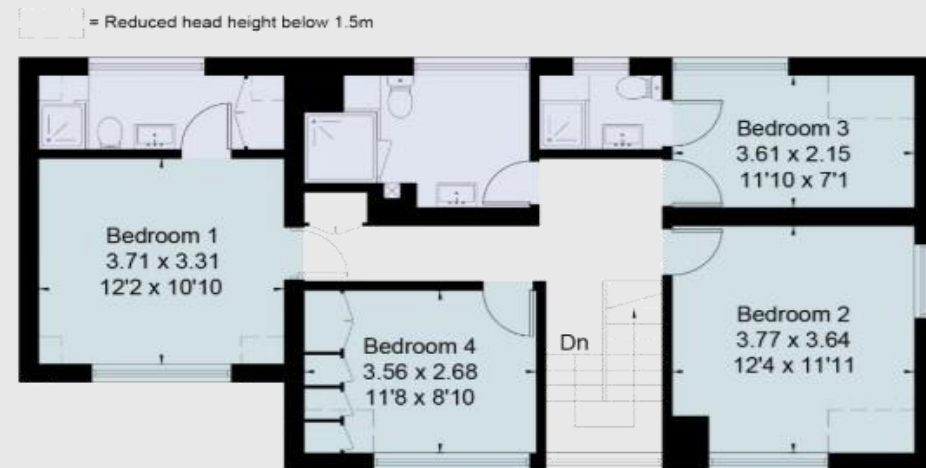 = Reduced head height below 1.5m
Bedroom 3
3.61 x 2.15
11'10 x 7'1
Bedroom 1
3.71 x 3.31
12'2 x 10'10
Bedroom 2
3.77 x 3.64
12'4 x 11'11
Dn
Bedroom 4
3.56 x 2.68
11'8 x 8'10